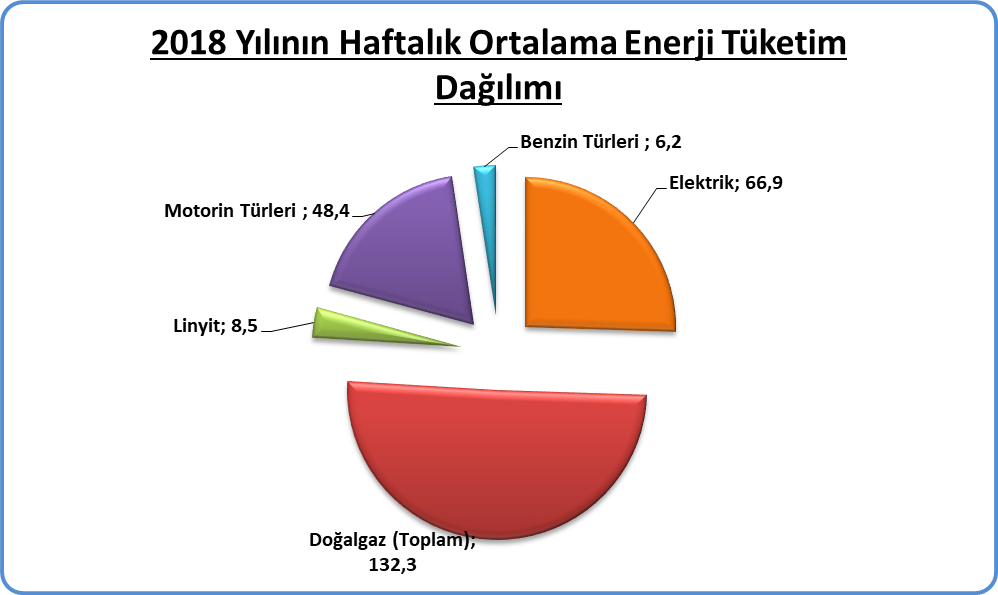 2018 Yılının Haftalık Ortalama Enerji Tüketim
Dağılımı
Benzin Türleri ; 6,2
Elektrik; 66,9
Motorin Türleri ; 48,4
Linyit; 8,5
Doğalgaz (Toplam);
132,3